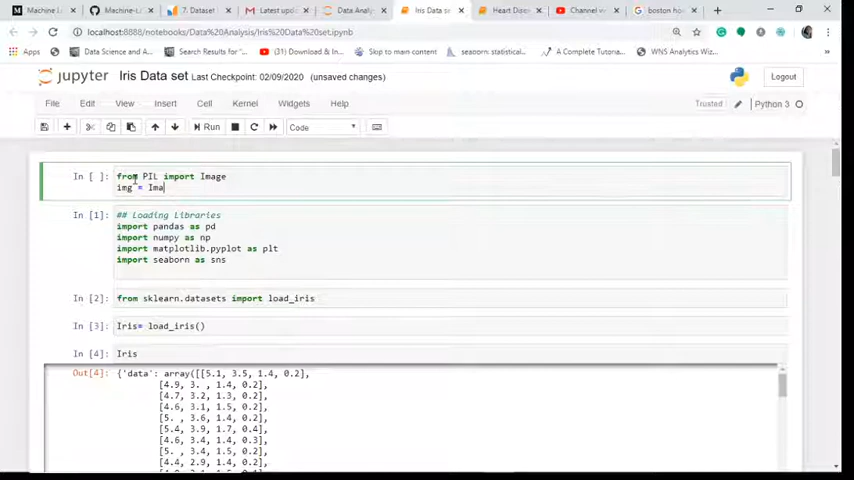 Machine L
Machine-L
7. Dataset
Latest upda
Data Analy
Iris Data se
Heart Dise
Channel v
boston ho
localhost:8888/notebooks/Data%20Analysis/Iris%20Data%20set.ipynb
Apps
Data Science and A...
Search Results for "...
(31) Download & In...
Skip to main content
seaborn: statistical...
A Complete Tutorial...
WNS Analytics Wiz...
jupyter Iris Data set Last Checkpoint: 02/09/2020 (unsaved changes)
Logout
File Edit View Insert Cell Kernel Widgets Help
Trusted
Python 3
Run
Code
In [ ]: from PIL import Image
img = Ima
In [1]: ## Loading Libraries
import pandas as pd
import numpy as np
import matplotlib.pyplot as plt
import seaborn as sns
In [2]: from sklearn.datasets import load_iris
In [3]: Iris= load_iris()
In [4]: Iris
Out[4]: {'data': array([[5.1, 3.5, 1.4, 0.2],
[4.9, 3. , 1.4, 0.2],
[4.7, 3.2, 1.3, 0.2],
[4.6, 3.1, 1.5, 0.2],
[5. , 3.6, 1.4, 0.2],
[5.4, 3.9, 1.7, 0.4],
[4.6, 3.4, 1.4, 0.3],
[5. , 3.4, 1.5, 0.2],
[4.4, 2.9, 1.4, 0.2],